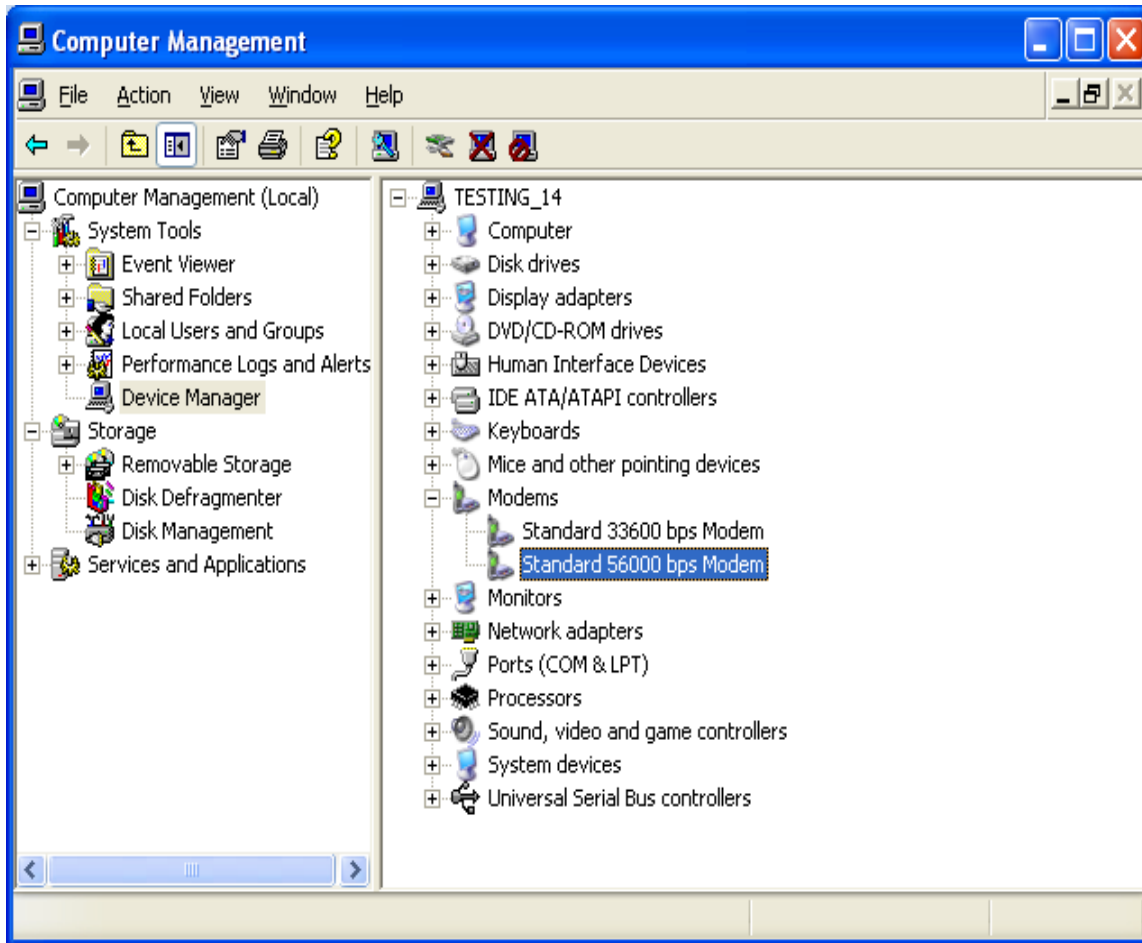 Computer Management
File Action View Window Help
Computer Management (Local)
System Tools
Event Viewer
Shared Folders
Local Users and Groups
Performance Logs and Alerts
Device Manager
Storage
Removable Storage
Disk Defragmenter
Disk Management
Services and Applications
TESTING_14
Computer
Disk drives
Display adapters
DVD/CD-ROM drives
Human Interface Devices
IDE ATA/ATAPI controllers
Keyboards
Mice and other pointing devices
Modems
Standard 33600 bps Modem
Standard 56000 bps Modem
Monitors
Network adapters
Ports (COM & LPT)
Processors
Sound, video and game controllers
System devices
Universal Serial Bus controllers